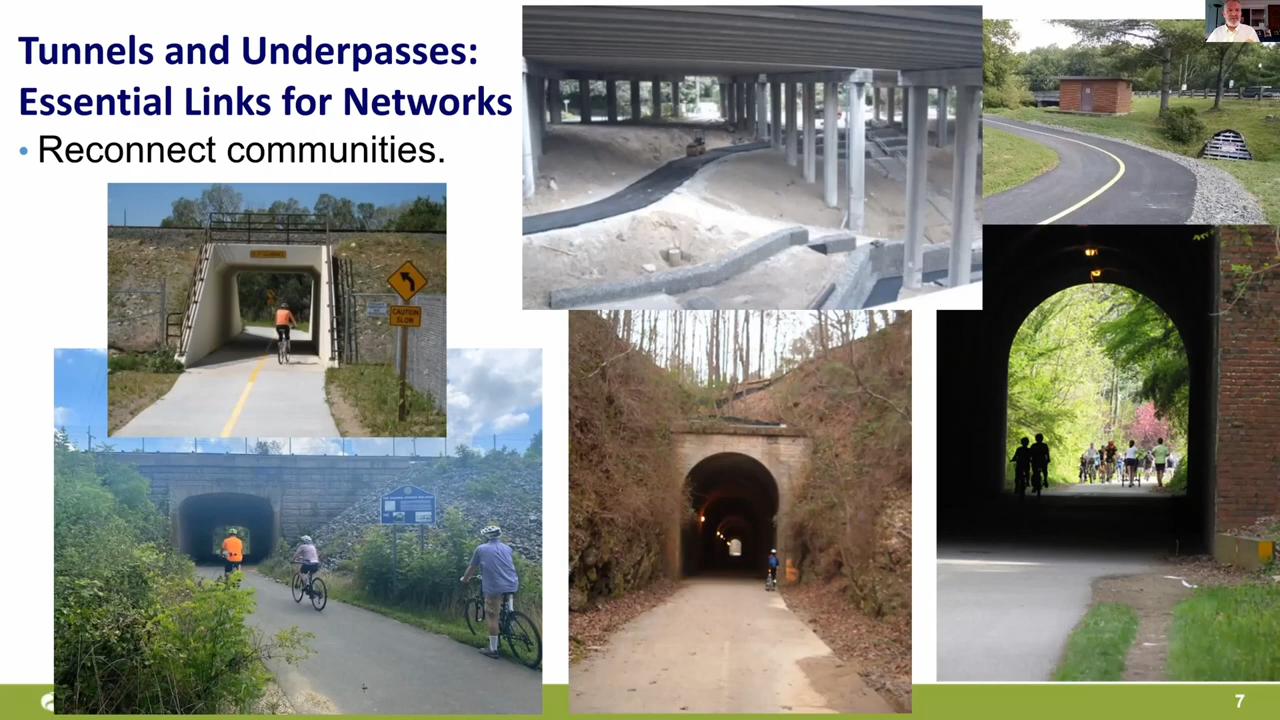 Tunnels and Underpasses:
Essential Links for Networks
• Reconnect communities.
CAUTION
SLOW
7